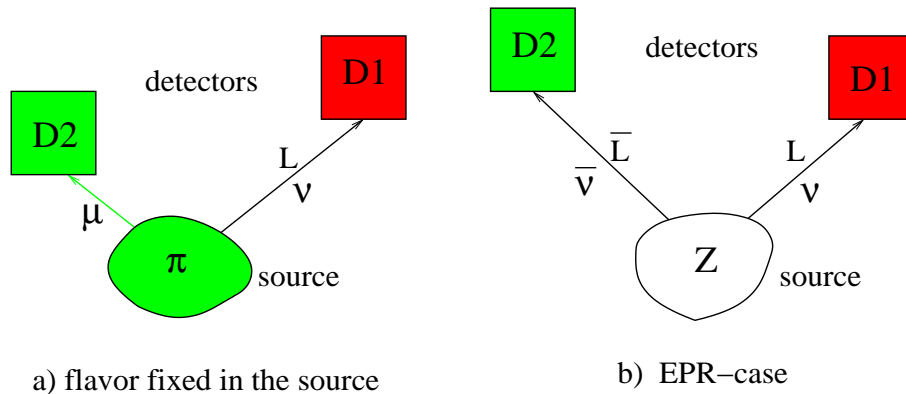 D2
detectors
D1
L
ν
μ
π
source
a) flavor fixed in the source
D2
detectors
D1
L̅
ν̅
L
ν
Z
source
b) EPR−case